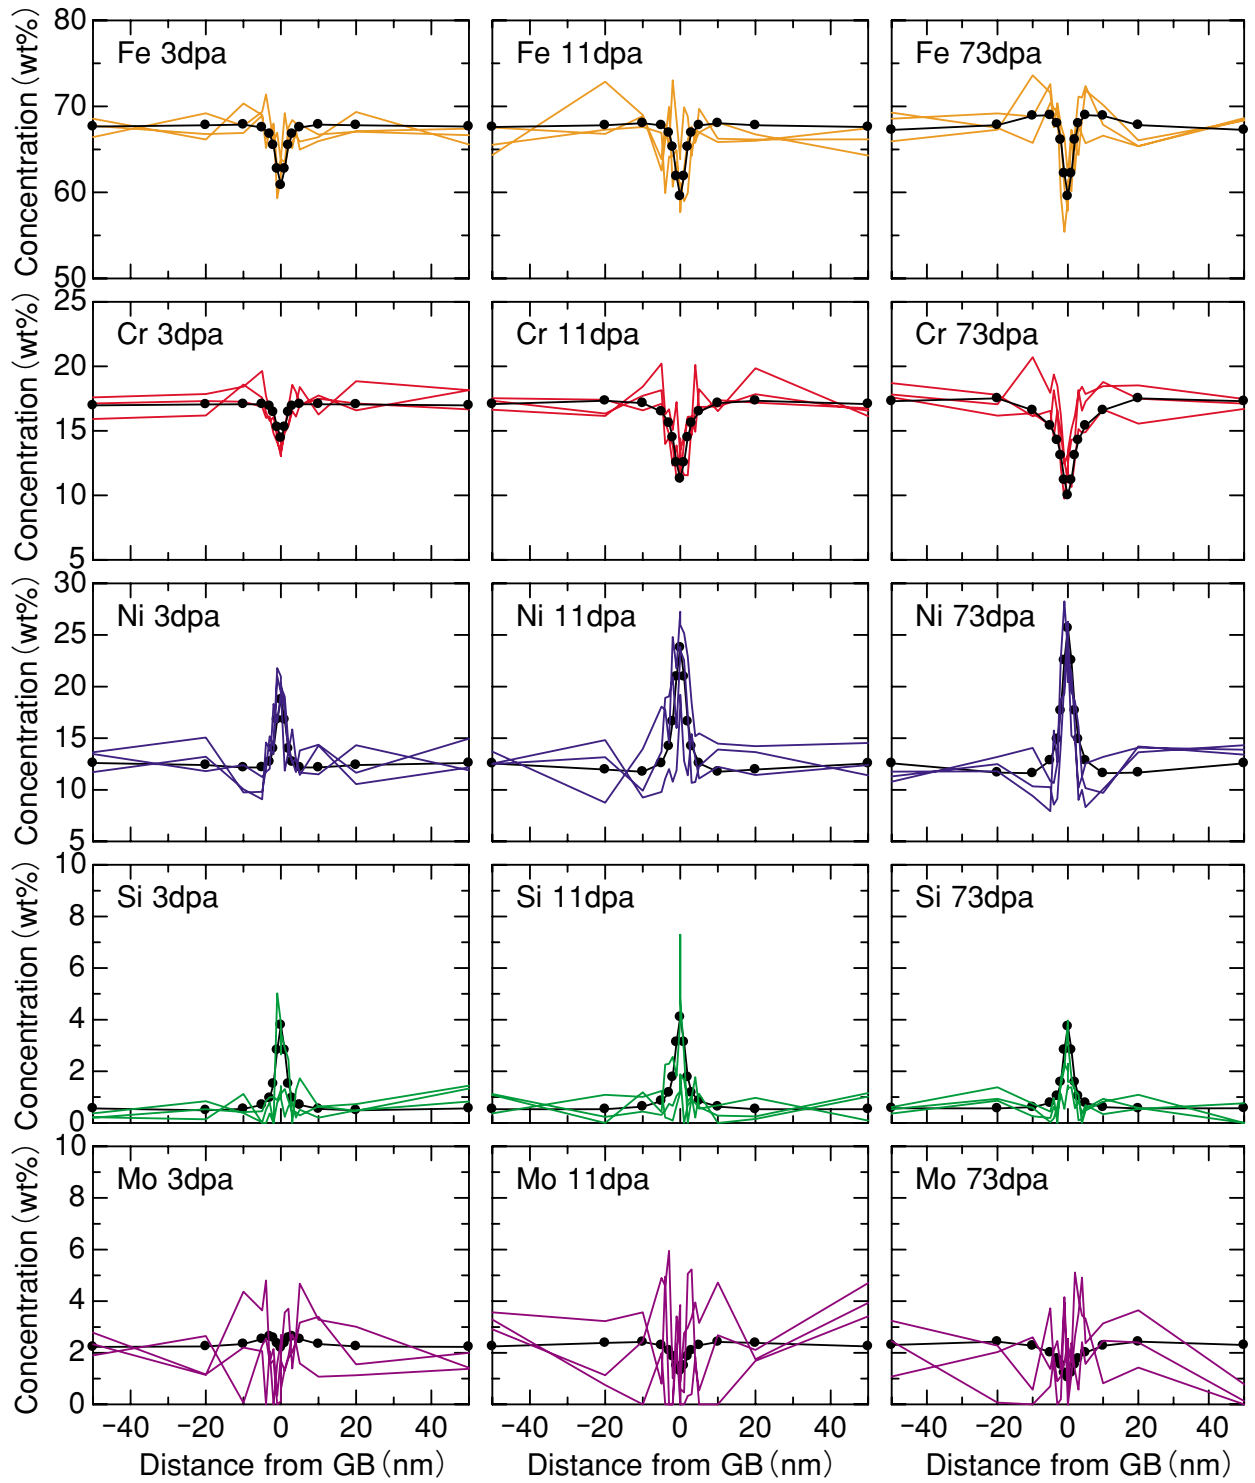 80
70
60
50
Concentration (wt%)
Fe 3dpa
Fe 11dpa
Fe 73dpa
25
20
15
10
5
Concentration (wt%)
Cr 3dpa
Cr 11dpa
Cr 73dpa
30
25
20
15
10
5
Concentration (wt%)
Ni 3dpa
Ni 11dpa
Ni 73dpa
10
8
6
4
2
0
Concentration (wt%)
Si 3dpa
Si 11dpa
Si 73dpa
10
8
6
4
2
0
Concentration (wt%)
Mo 3dpa
Mo 11dpa
Mo 73dpa
−40 −20 0 20 40
−40 −20 0 20 40
−40 −20 0 20 40
Distance from GB (nm)
Distance from GB (nm)
Distance from GB (nm)